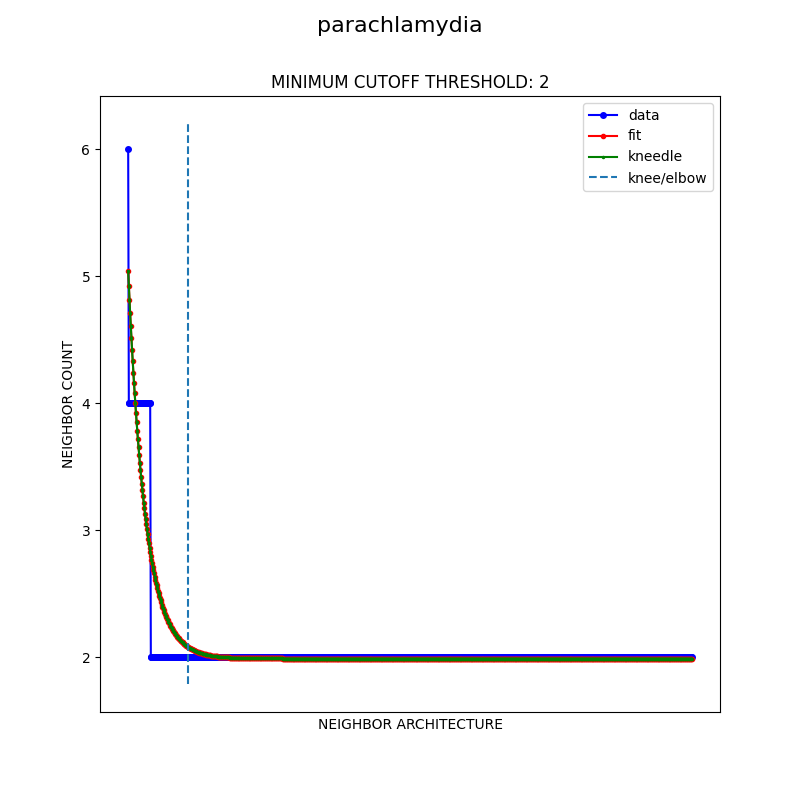 parachlamydia
MINIMUM CUTOFF THRESHOLD: 2
data
fit
kneedle
knee/elbow
6
5
4
3
2
NEIGHBOR COUNT
NEIGHBOR ARCHITECTURE